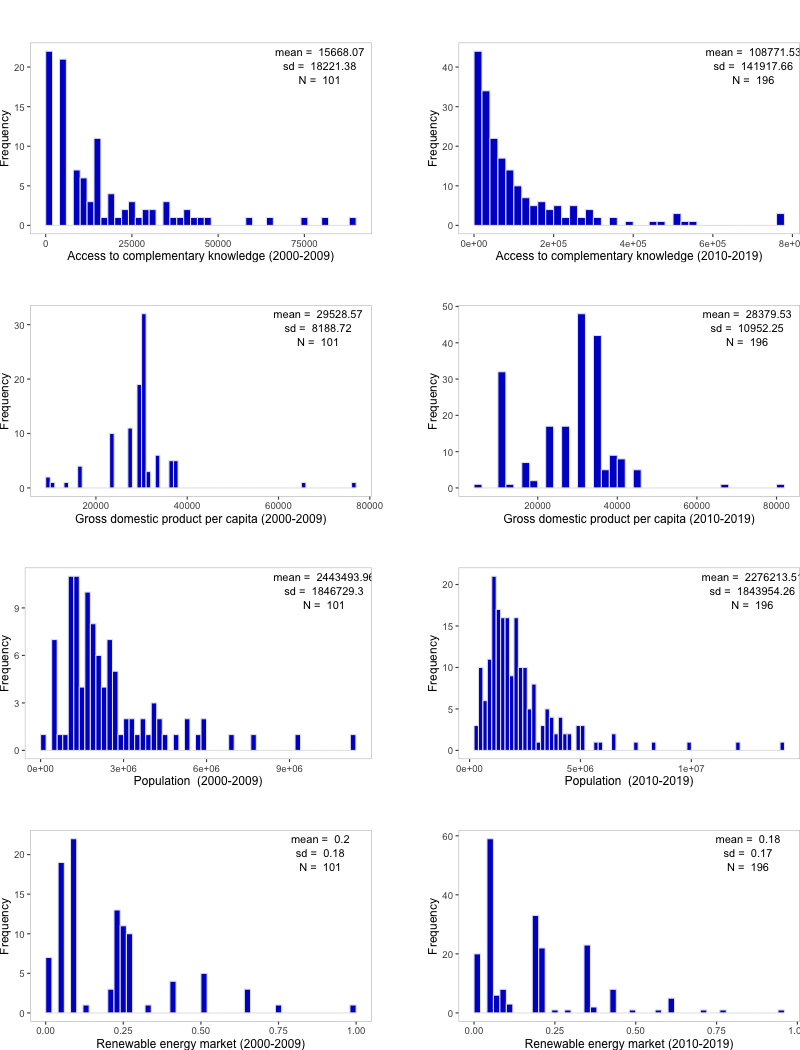 mean = 15668.07
sd = 18221.38
N = 101
Frequency
20
15
10
5
0
0 25000 50000 75000
Access to complementary knowledge (2000-2009)
mean = 108771.53
sd = 141917.66
N = 196
Frequency
40
30
20
10
0
0e+00 2e+05 4e+05 6e+05 8e+0
Access to complementary knowledge (2010-2019)
mean = 29528.57
sd = 8188.72
N = 101
Frequency
30
20
10
0
20000 40000 60000 80000
Gross domestic product per capita (2000-2009)
mean = 28379.53
sd = 10952.25
N = 196
Frequency
50
40
30
20
10
0
20000 40000 60000 80000
Gross domestic product per capita (2010-2019)
mean = 2443493.96
sd = 1846729.3
N = 101
Frequency
9
6
3
0
0e+00 3e+06 6e+06 9e+06
Population (2000-2009)
mean = 2276213.51
sd = 1843954.26
N = 196
Frequency
20
15
10
5
0
0e+00 5e+06 1e+07
Population (2010-2019)
mean = 0.2
sd = 0.18
N = 101
Frequency
20
15
10
5
0
0.00 0.25 0.50 0.75 1.00
Renewable energy market (2000-2009)
mean = 0.18
sd = 0.17
N = 196
Frequency
60
40
20
0
0.00 0.25 0.50 0.75 1.0
Renewable energy market (2010-2019)